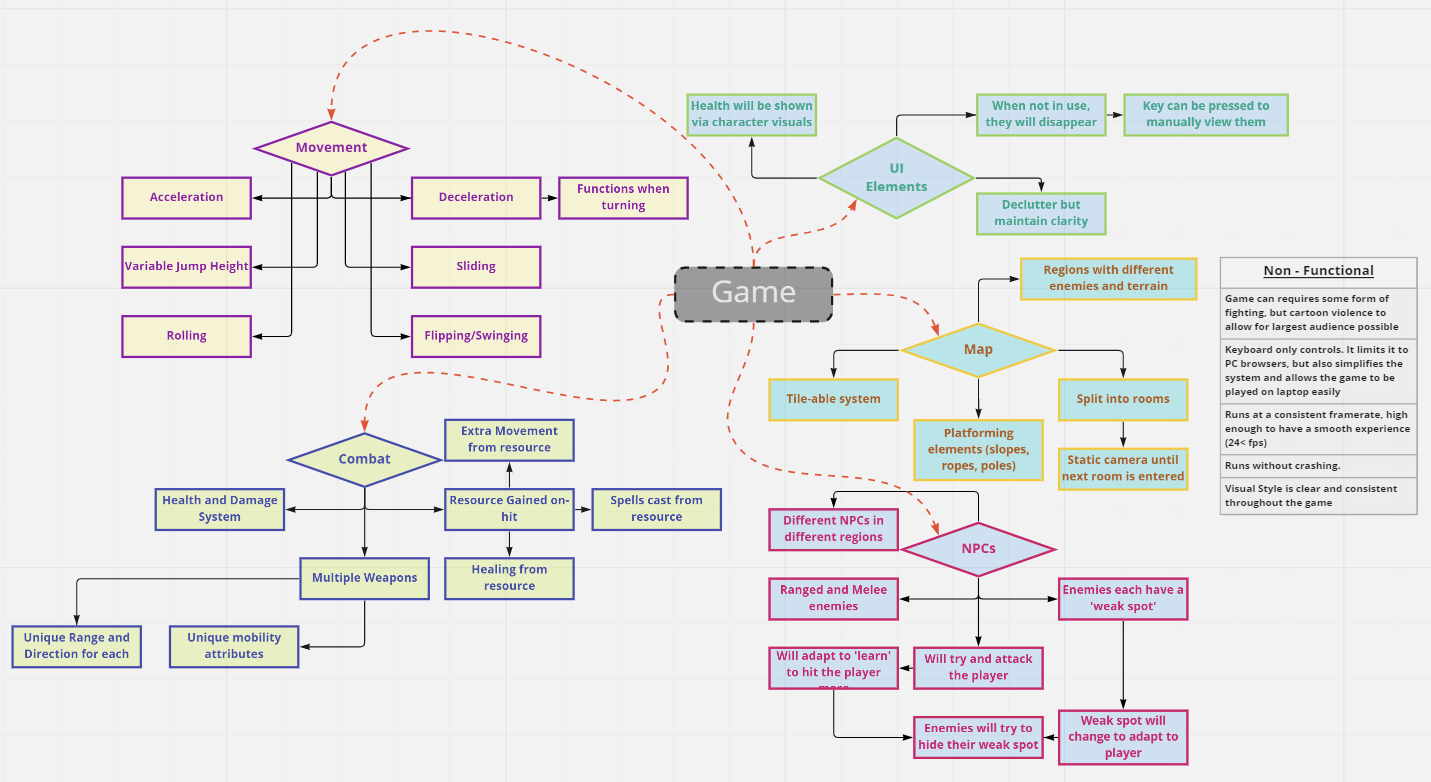 Game
Movement
Acceleration
Deceleration
Functions when
turning
Variable Jump Height
Sliding
Rolling
Flipping/Swinging
UI
Elements
Health will be shown
via character visuals
When not in use,
they will disappear
Key can be pressed to
manually view them
Declutter but
maintain clarity
Map
Regions with different
enemies and terrain
Tile-able system
Platforming
elements (slopes,
ropes, poles)
Split into rooms
Static camera until
next room is entered
Combat
Extra Movement
from resource
Health and Damage
System
Resource Gained on-
hit
Spells cast from
resource
Multiple Weapons
Healing from
resource
Unique Range and
Direction for each
Unique mobility
attributes
NPCs
Different NPCs in
different regions
Ranged and Melee
enemies
Enemies each have a
'weak spot'
Will adapt to 'learn'
to hit the player
more
Will try and attack
the player
Enemies will try to
hide their weak spot
Weak spot will
change to adapt to
player
Non - Functional
Game can requires some form of
fighting, but cartoon violence to
allow for largest audience possible
Keyboard only controls. It limits it to
PC browsers, but also simplifies the
system and allows the game to be
played on laptop easily
Runs at a consistent framerate, high
enough to have a smooth experience
(24< fps)
Runs without crashing.
Visual Style is clear and consistent
throughout the game